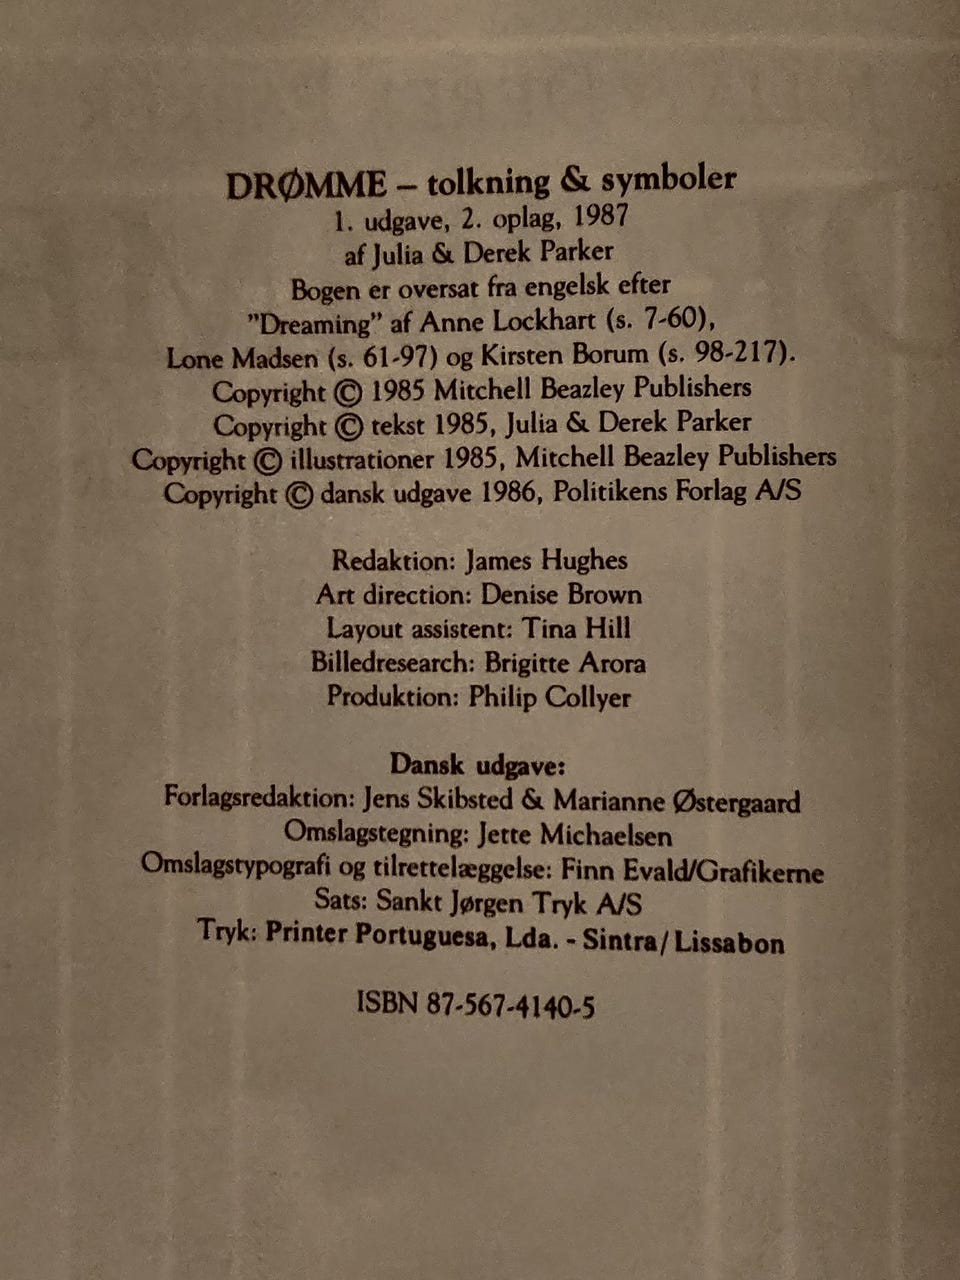 DRØMME – tolkning & symboler
1. udgave, 2. oplag, 1987
af Julia & Derek Parker
Bogen er oversat fra engelsk efter
”Dreaming” af Anne Lockhart (s. 7-60),
Lone Madsen (s. 61-97) og Kirsten Borum (s. 98-217).
Copyright © 1985 Mitchell Beazley Publishers
Copyright © tekst 1985, Julia & Derek Parker
Copyright © illustrationer 1985, Mitchell Beazley Publishers
Copyright © dansk udgave 1986, Politikens Forlag A/S
Redaktion: James Hughes
Art direction: Denise Brown
Layout assistent: Tina Hill
Billedresearch: Brigitte Arora
Produktion: Philip Collyer
Dansk udgave:
Forlagsredaktion: Jens Skibsted & Marianne Østergaard
Omslagstegning: Jette Michaelsen
Omslagstypografi og tilrettelæggelse: Finn Evald/Grafikerne
Sats: Sankt Jørgen Tryk A/S
Tryk: Printer Portuguesa, Lda. - Sintra/Lissabon
ISBN 87-567-4140-5